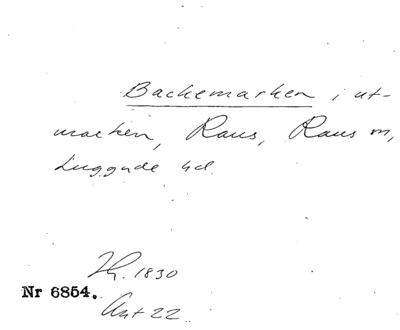 Backemarken i ut-
marken, Raus, Raus sn,
Luggude hd.
1830
Nr 6854.
Akt 22